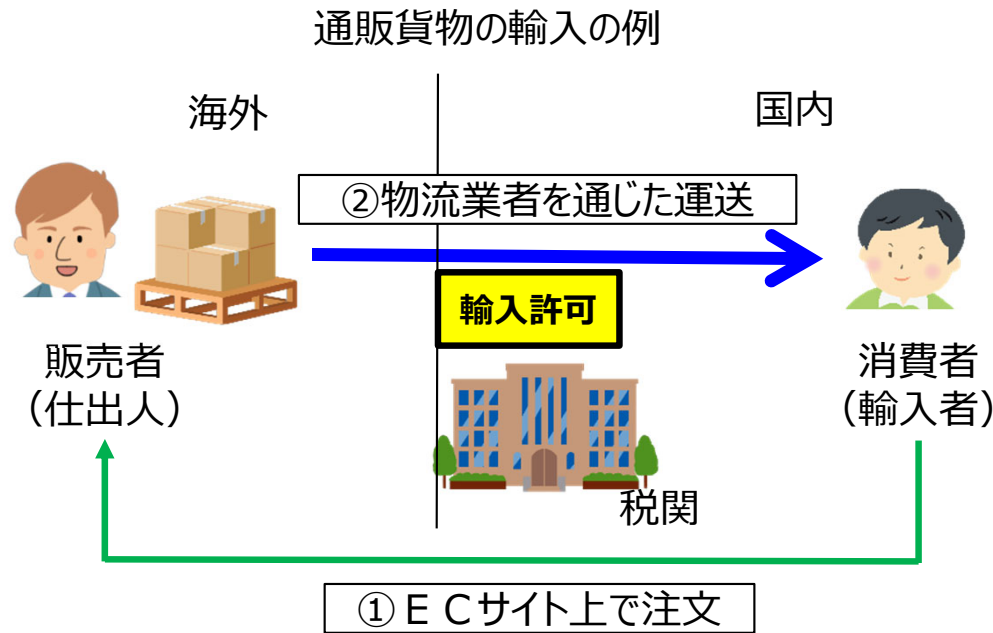 通販貨物の輸入の例
海外
国内
②物流業者を通じた運送
輸入許可
販売者
(仕出人)
消費者
(輸入者)
税関
①ECサイト上で注文